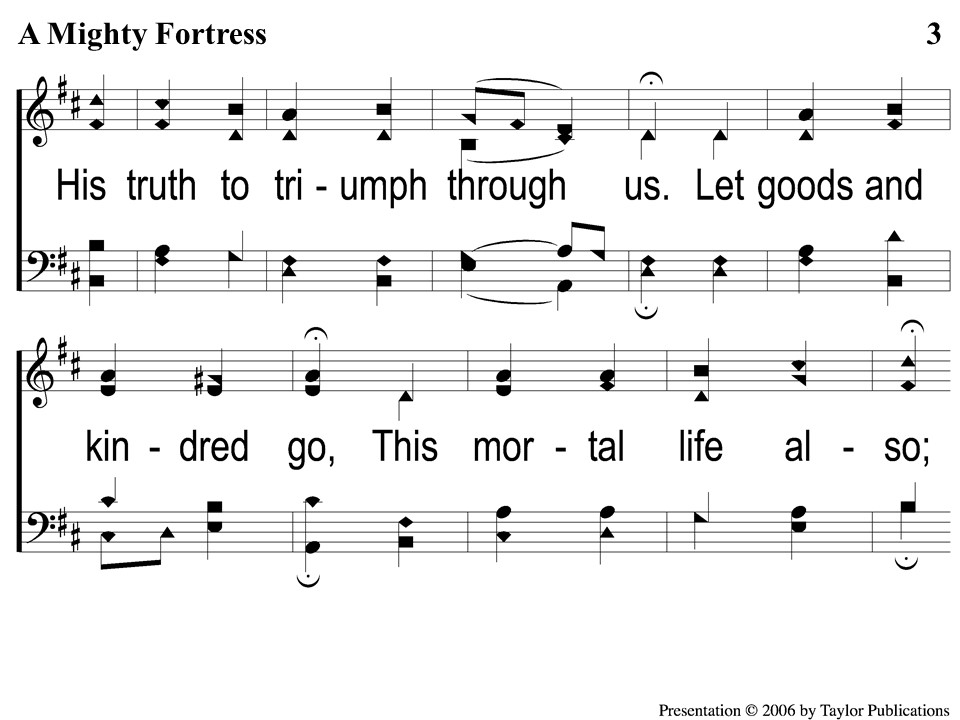 A Mighty Fortress 3
His truth to tri - umph through us. Let goods and
kin - dred go, This mor - tal life al - so;
Presentation © 2006 by Taylor Publications